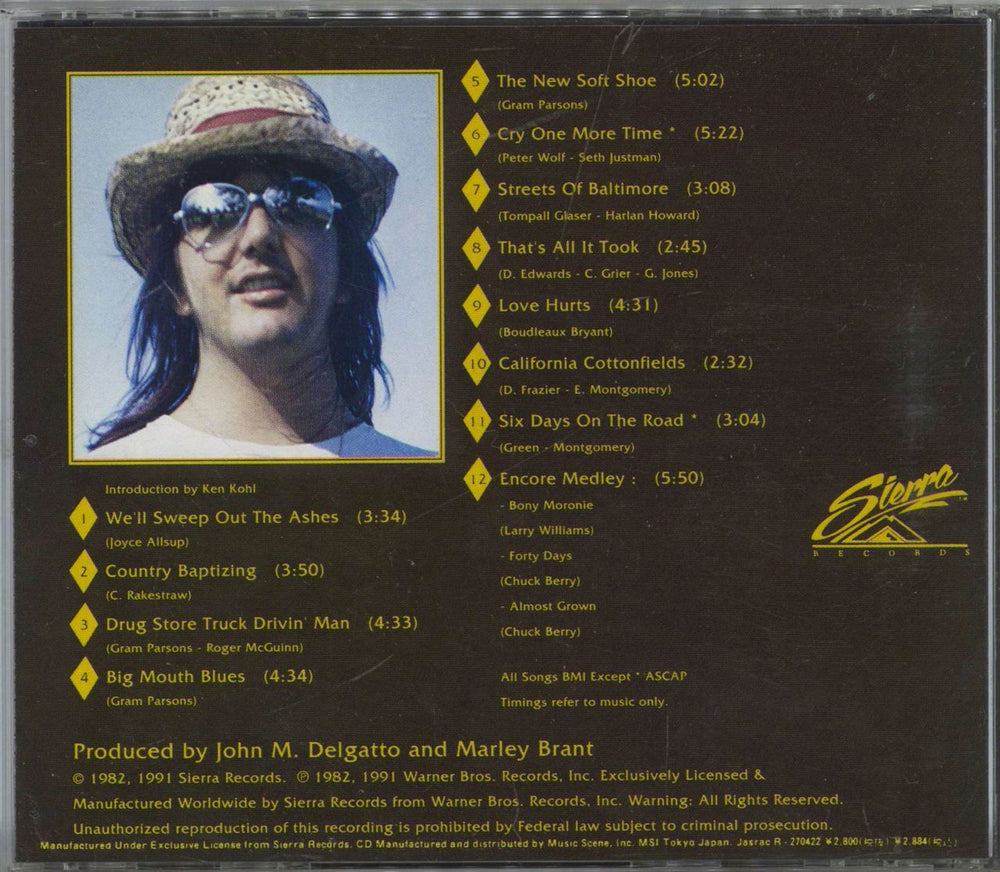 Introduction by Ken Kohl
1 We'll Sweep Out The Ashes (3:34)
(Joyce Allsup)
2 Country Baptizing (3:50)
(C. Rakestraw)
3 Drug Store Truck Drivin' Man (4:33)
(Gram Parsons - Roger McGuinn)
4 Big Mouth Blues (4:34)
(Gram Parsons)
5 The New Soft Shoe (5:02)
(Gram Parsons)
6 Cry One More Time * (5:22)
(Peter Wolf - Seth Justman)
7 Streets Of Baltimore (3:08)
(Tompall Glaser - Harlan Howard)
8 That's All It Took (2:45)
(D. Edwards - C. Grier - G. Jones)
9 Love Hurts (4:31)
(Boudleaux Bryant)
10 California Cottonfields (2:32)
(D. Frazier - E. Montgomery)
11 Six Days On The Road * (3:04)
(Green - Montgomery)
12 Encore Medley : (5:50)
- Bony Moronie
(Larry Williams)
- Forty Days
(Chuck Berry)
- Almost Grown
(Chuck Berry)
All Songs BMI Except * ASCAP
Timings refer to music only.
Sierra
RECORDS
Produced by John M. Delgatto and Marley Brant
© 1982, 1991 Sierra Records. ℗ 1982, 1991 Warner Bros. Records, Inc. Exclusively Licensed &
Manufactured Worldwide by Sierra Records from Warner Bros. Records, Inc. Warning: All Rights Reserved.
Unauthorized reproduction of this recording is prohibited by Federal law subject to criminal prosecution.
Manufactured Under Exclusive License from Sierra Records. CD Manufactured and distributed by Music Scene, Inc. MSI Tokyo Japan. Jasrac R - 270422 ¥2,800 ¥2,884